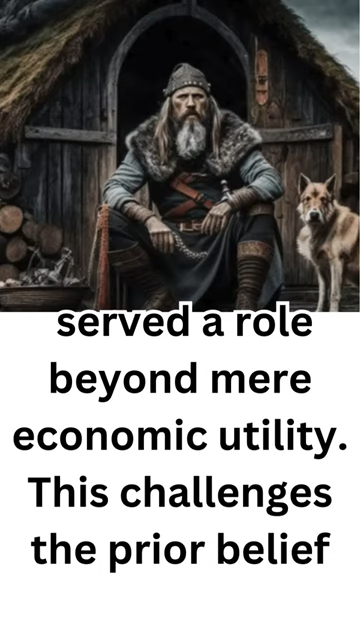 served a role
beyond mere
economic utility.
This challenges
the prior belief